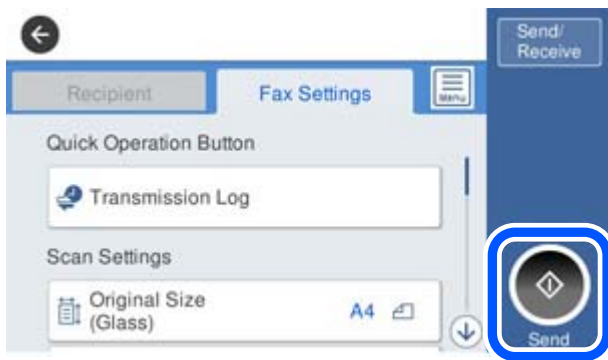 Send/
Receive
Recipient
Fax Settings
Menu
Quick Operation Button
Transmission Log
Scan Settings
Original Size
(Glass)
A4
Send